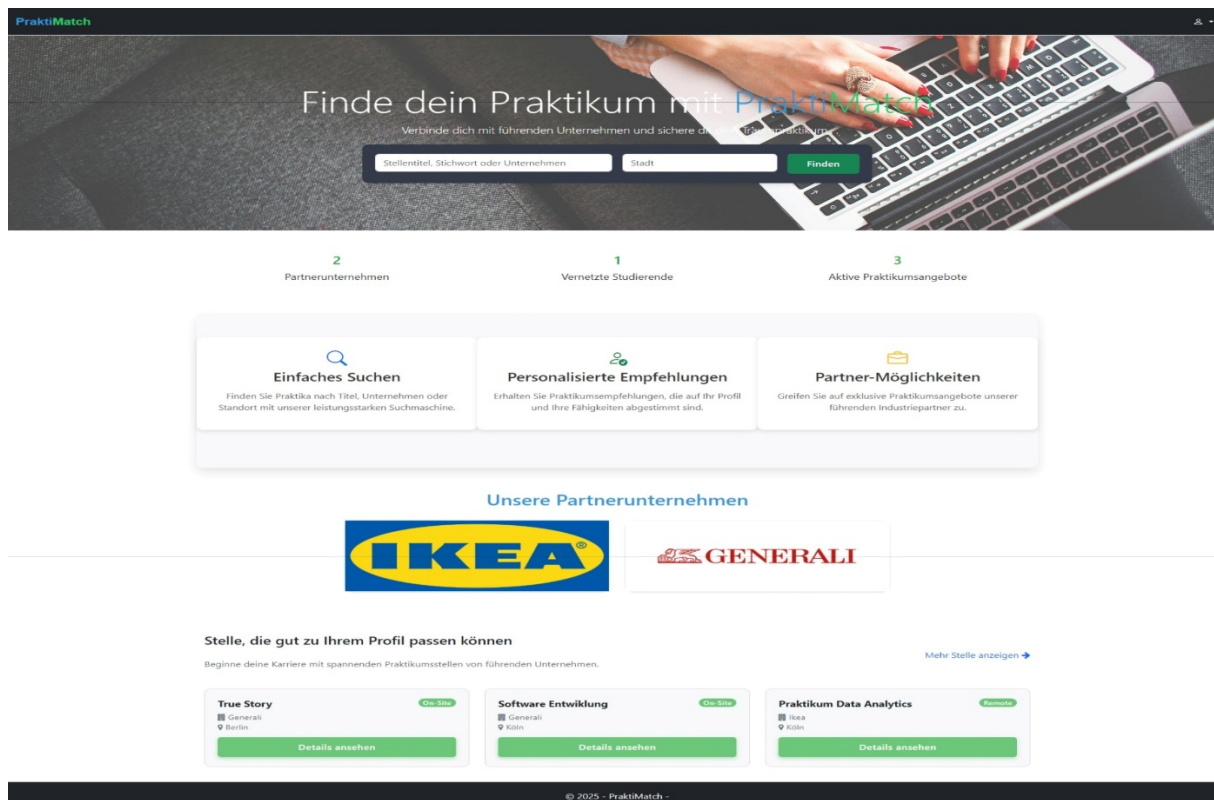 PraktiMatch
Finde dein Praktikum mit PraktiMatch
Verbinde dich mit führenden Unternehmen und sichere dir dein Traumpraktikum
Stellentitel, Stichwort oder Unternehmen
Stadt
Finden
2
Partnerunternehmen
1
Vernetzte Studierende
3
Aktive Praktikumsangebote
Einfaches Suchen
Finden Sie Praktika nach Titel, Unternehmen oder
Standort mit unserer leistungsstarken Suchmaschine.
Personalisierte Empfehlungen
Erhalten Sie Praktikumsempfehlungen, die auf Ihr Profil
und Ihre Fähigkeiten abgestimmt sind.
Partner-Möglichkeiten
Greifen Sie auf exklusive Praktikumsangebote unserer
führenden Industriepartner zu.
Unsere Partnerunternehmen
IKEA®
GENERALI
Stelle, die gut zu Ihrem Profil passen können
Beginne deine Karriere mit spannenden Praktikumsstellen von führenden Unternehmen.
Mehr Stelle anzeigen →
True Story
On-Site
Generali
Berlin
Details ansehen
Software Entwiklung
On-Site
Generali
Köln
Details ansehen
Praktikum Data Analytics
Remote
Ikea
Köln
Details ansehen
© 2025 - PraktiMatch -